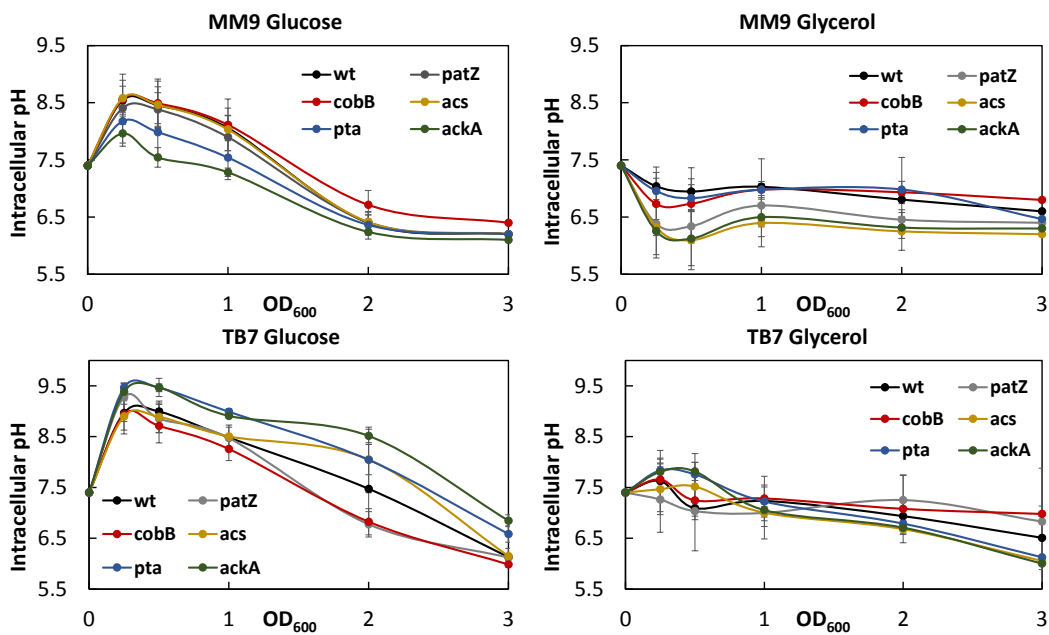 MM9 Glucose
9.5
8.5
7.5
6.5
5.5
Intracellular pH
wt patZ
cobB acs
pta ackA
0 1 2 3
OD600
MM9 Glycerol
9.5
8.5
7.5
6.5
5.5
Intracellular pH
wt patZ
cobB acs
pta ackA
0 1 2 3
OD600
TB7 Glucose
9.5
8.5
7.5
6.5
5.5
Intracellular pH
wt patZ
cobB acs
pta ackA
0 1 2 3
OD600
TB7 Glycerol
9.5
8.5
7.5
6.5
5.5
Intracellular pH
wt patZ
cobB acs
pta ackA
0 1 2 3
OD600